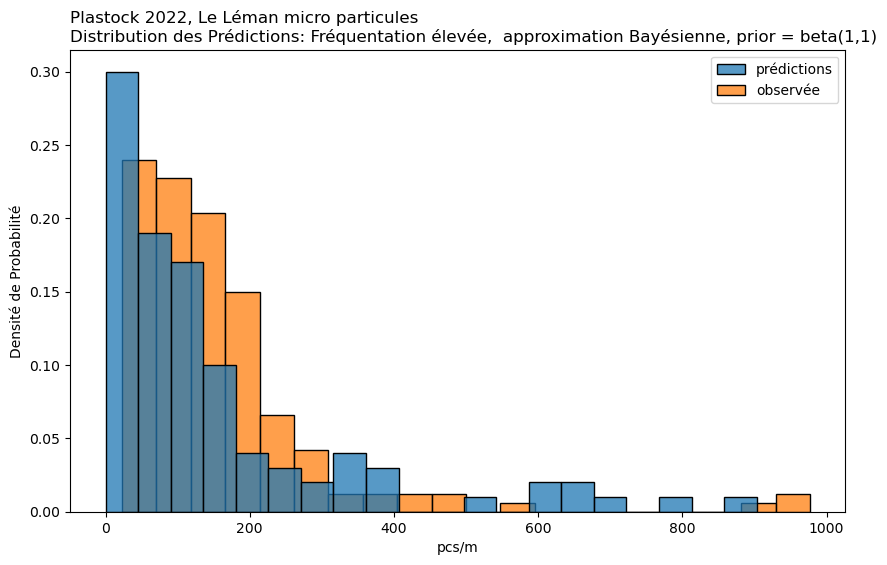 Plastock 2022, Le Léman micro particules
Distribution des Prédictions: Fréquentation élevée,  approximation Bayésienne, prior = beta(1,1)
prédictions
observée
Densité de Probabilité
0.30
0.25
0.20
0.15
0.10
0.05
0.00
0 200 400 600 800 1000
pcs/m